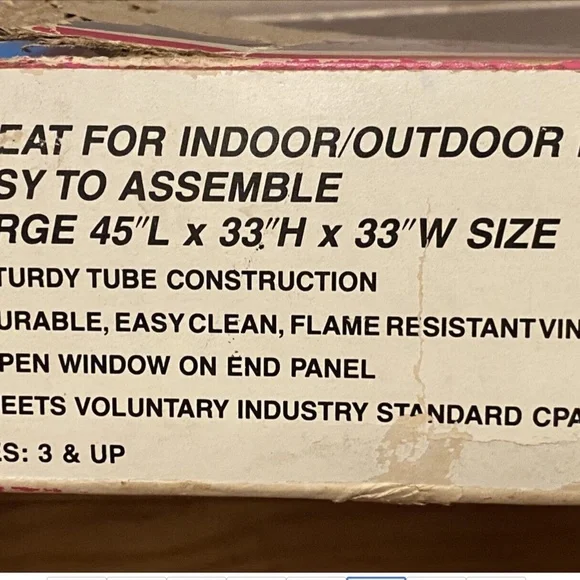 EAT FOR INDOOR/OUTDOOR
SY TO ASSEMBLE
RGE 45"L x 33"H x 33"W SIZE
TURDY TUBE CONSTRUCTION
URABLE, EASY CLEAN, FLAME RESISTANT VIN
PEN WINDOW ON END PANEL
EETS VOLUNTARY INDUSTRY STANDARD CPA
ES: 3 & UP